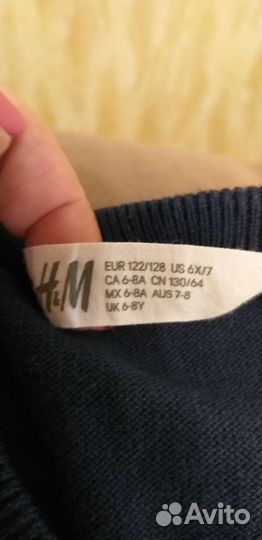 H&M
EUR 122/128 US 6X/7
CA 6-8A CN 130/64
MX 6-8A AUS 7-8
UK 6-8Y
Avito